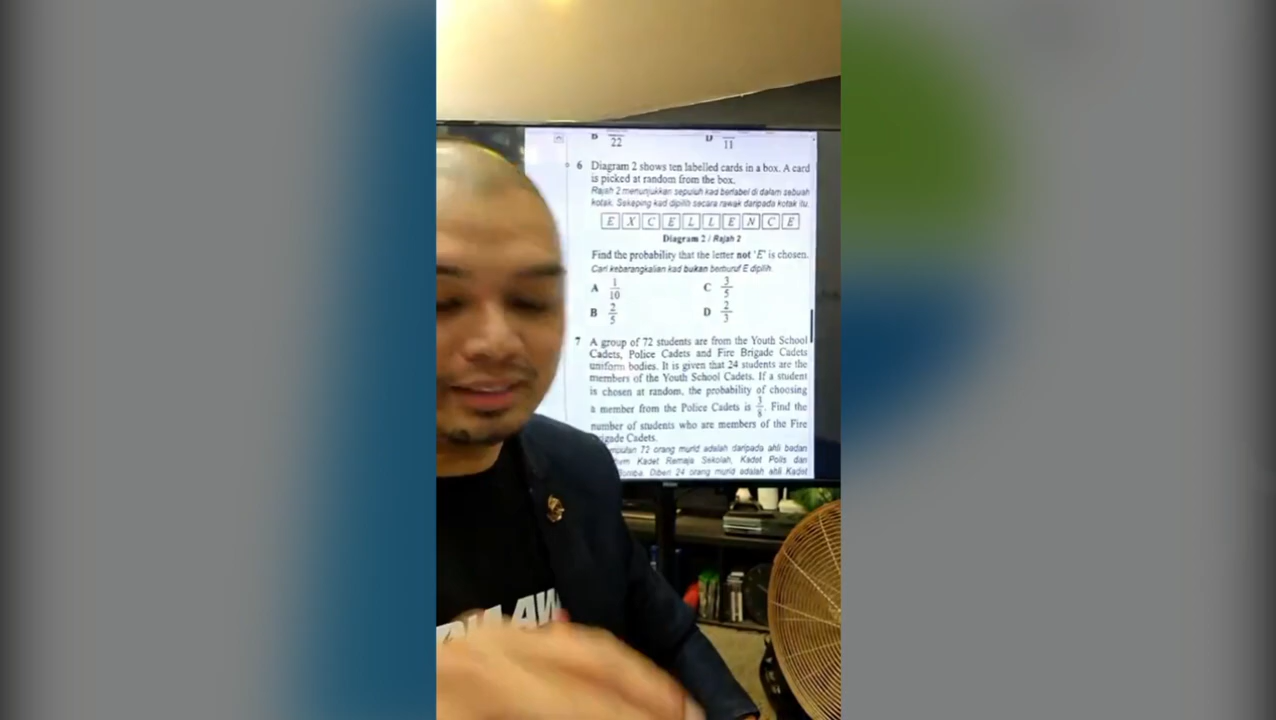 B 22
D 11
6 Diagram 2 shows ten labelled cards in a box. A card
is picked at random from the box.
Rajah 2 menunjukkan sepuluh kad berlabel di dalam sebuah
kotak. Sekeping kad dipilih secara rawak daripada kotak itu.
E X C E L L E N C E
Diagram 2 / Rajah 2
Find the probability that the letter not 'E' is chosen.
Cari kebarangkalian kad bukan berhuruf E dipilih.
A 1/10
C 3/5
B 2/5
D 2/3
7 A group of 72 students are from the Youth School
Cadets, Police Cadets and Fire Brigade Cadets
uniform bodies. It is given that 24 students are the
members of the Youth School Cadets. If a student
is chosen at random, the probability of choosing
a member from the Police Cadets is 3/8. Find the
number of students who are members of the Fire
igade Cadets.
mpulan 72 orang murid adalah daripada ahli badan
Kadet Remaja Sekolah, Kadet Polis dan
Bomba. Diberi 24 orang murid adalah ahli Kadet